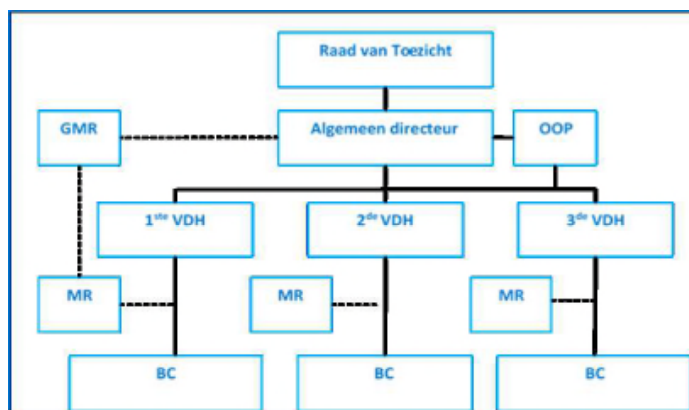 Raad van Toezicht
GMR
Algemeen directeur
OOP
1ste VDH
2de VDH
3de VDH
MR
MR
MR
BC
BC
BC